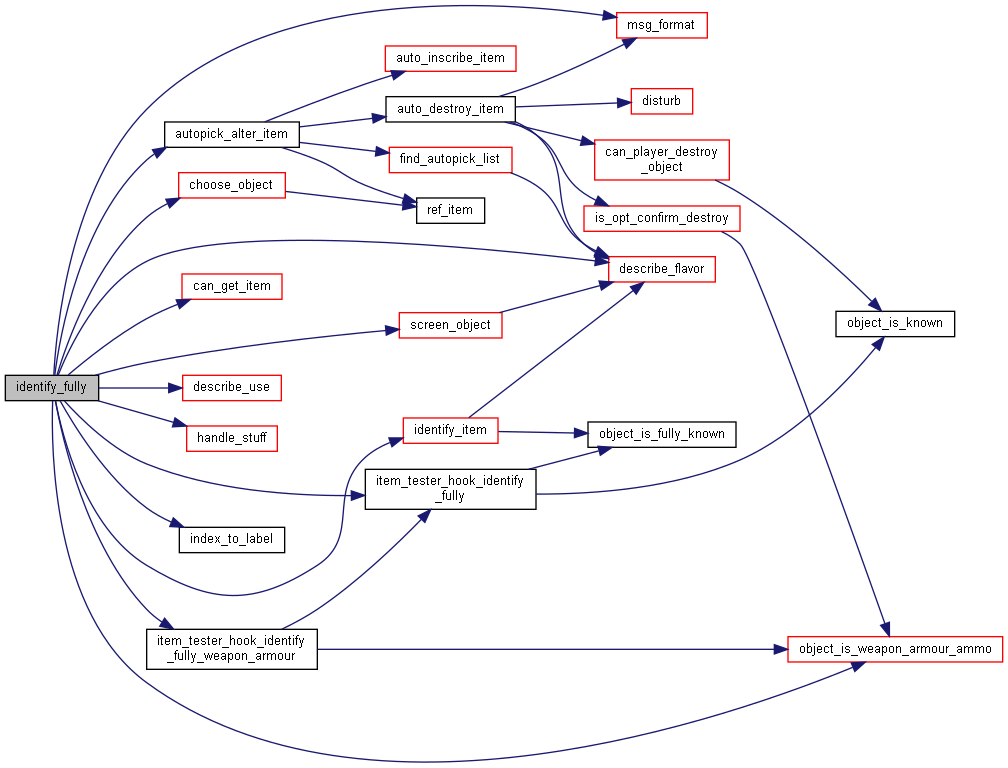 msg_format
auto_inscribe_item
disturb
auto_destroy_item
autopick_alter_item
can_player_destroy
_object
find_autopick_list
choose_object
ref_item
is_opt_confirm_destroy
describe_flavor
can_get_item
object_is_known
screen_object
identify_fully
describe_use
identify_item
object_is_fully_known
handle_stuff
item_tester_hook_identify
_fully
index_to_label
item_tester_hook_identify
_fully_weapon_armour
object_is_weapon_armour_ammo